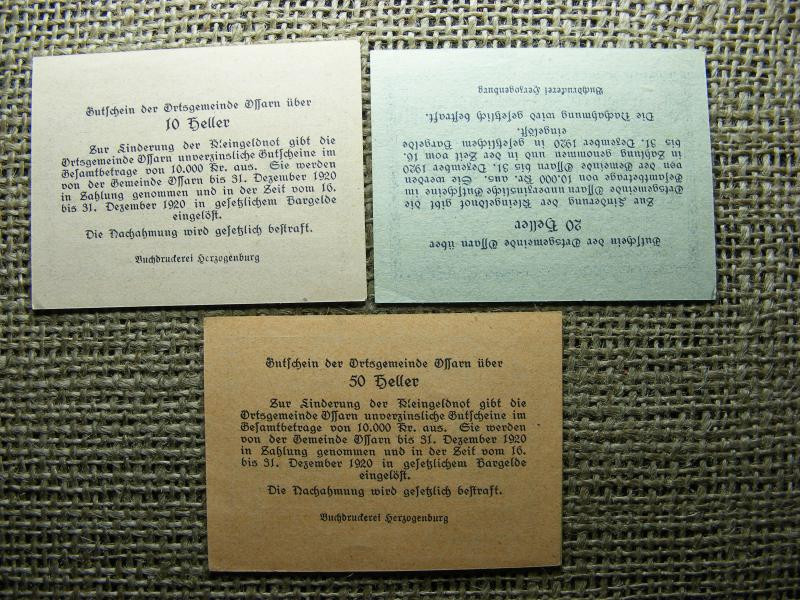 Gutschein der Ortsgemeinde Ossarn über
10 Heller
Zur Linderung der Kleingeldnot gibt die
Ortsgemeinde Ossarn unverzinsliche Gutscheine im
Gesamtbetrage von 10.000 Kr. aus. Sie werden
von der Gemeinde Ossarn bis 31. Dezember 1920
in Zahlung genommen und in der Zeit vom 16.
bis 31. Dezember 1920 in gesetzlichem Bargelde
eingelöst.
Die Nachahmung wird gesetzlich bestraft.
Buchdruckerei Herzogenburg
Gutschein der Ortsgemeinde Ossarn über
20 Heller
Zur Linderung der Kleingeldnot gibt die
Ortsgemeinde Ossarn unverzinsliche Gutscheine im
Gesamtbetrage von 10.000 Kr. aus. Sie werden
von der Gemeinde Ossarn bis 31. Dezember 1920
in Zahlung genommen und in der Zeit vom 16.
bis 31. Dezember 1920 in gesetzlichem Bargelde
eingelöst.
Die Nachahmung wird gesetzlich bestraft.
Buchdruckerei Herzogenburg
Gutschein der Ortsgemeinde Ossarn über
50 Heller
Zur Linderung der Kleingeldnot gibt die
Ortsgemeinde Ossarn unverzinsliche Gutscheine im
Gesamtbetrage von 10.000 Kr. aus. Sie werden
von der Gemeinde Ossarn bis 31. Dezember 1920
in Zahlung genommen und in der Zeit vom 16.
bis 31. Dezember 1920 in gesetzlichem Bargelde
eingelöst.
Die Nachahmung wird gesetzlich bestraft.
Buchdruckerei Herzogenburg